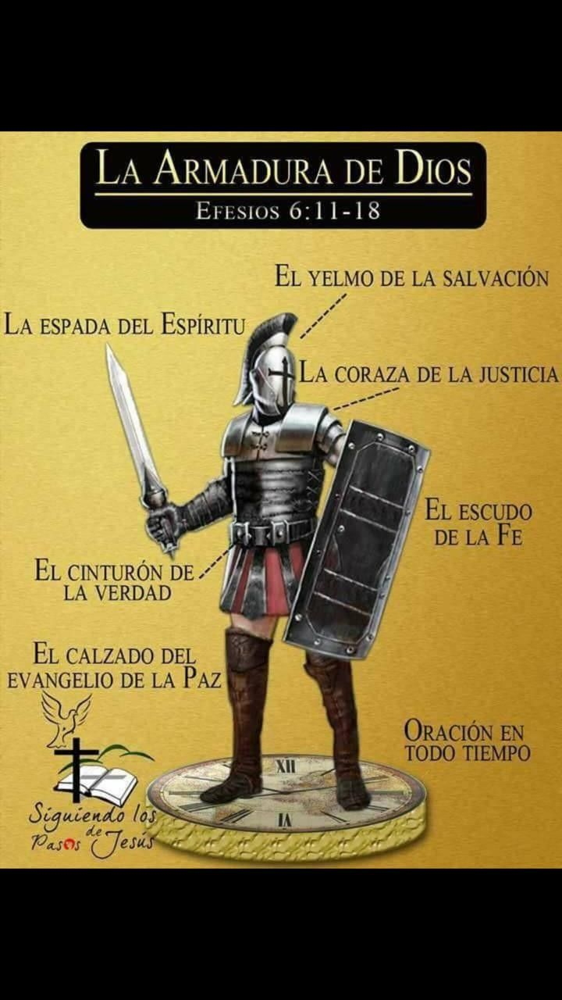 La Armadura de Dios
Efesios 6:11-18
El yelmo de la salvación
La espada del Espíritu
La coraza de la justicia
El escudo
de la Fe
El cinturón de
la verdad
El calzado del
evangelio de la Paz
Oración en
todo tiempo
XII
VI
Siguiendo los
Pasos de Jesús